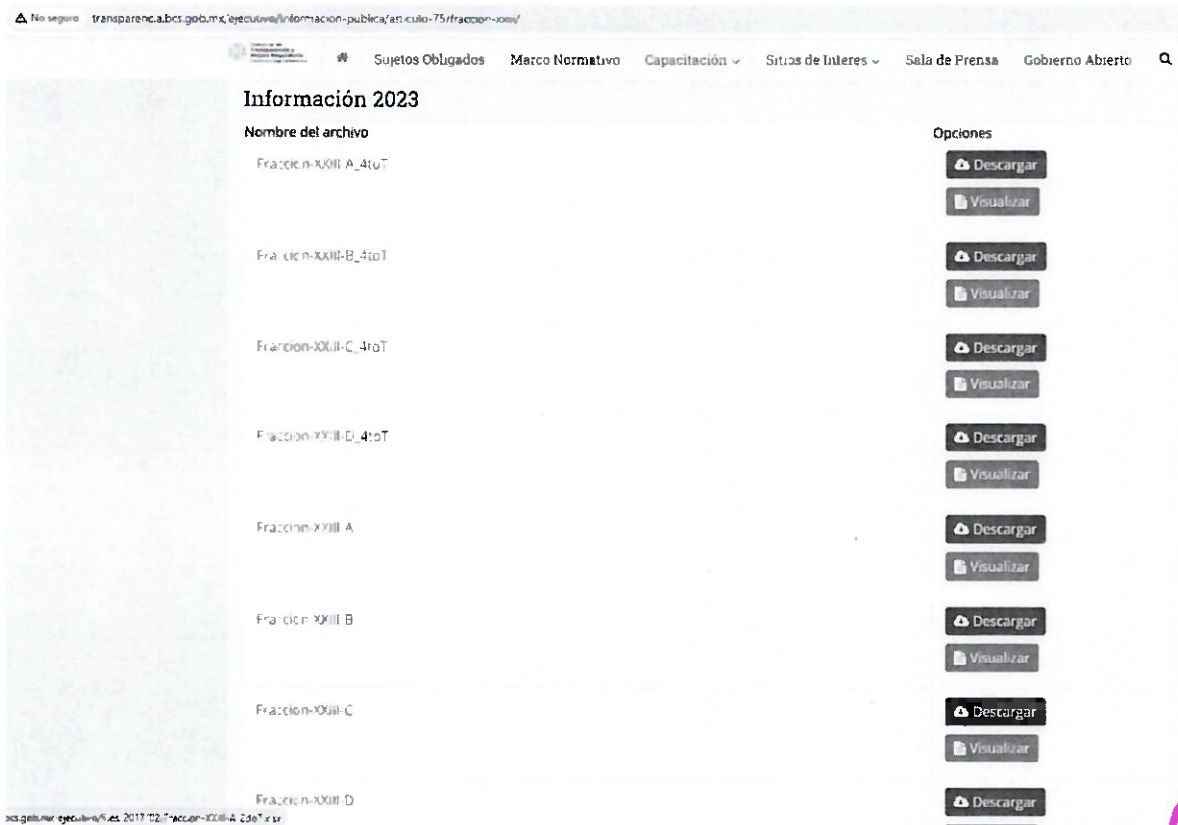 No seguro transparencia.bcs.gob.mx/ejecutivo/informacion-publica/articulo-75/fraccion-xxiii/
Sujetos Obligados Marco Normativo Capacitación Sitios de Interes Sala de Prensa Gobierno Abierto
Información 2023
Nombre del archivo Opciones
Fraccion-XXIII-A_4toT Descargar
Visualizar
Fraccion-XXIII-B_4toT Descargar
Visualizar
Fraccion-XXIII-C_4toT Descargar
Visualizar
Fraccion-XXIII-D_4toT Descargar
Visualizar
Fraccion-XXIII-A Descargar
Visualizar
Fraccion-XXIII-B Descargar
Visualizar
Fraccion-XXIII-C Descargar
Visualizar
Fraccion-XXIII-D Descargar